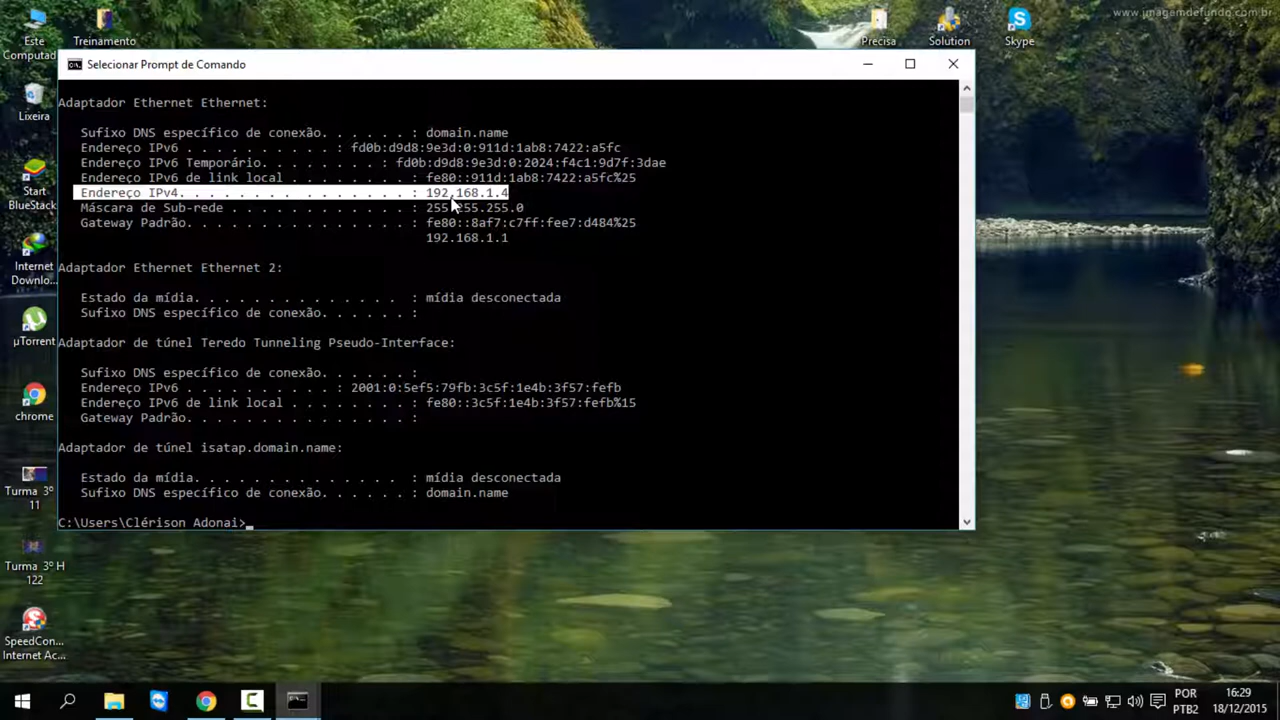 www.imagemdefundo.com.br
Este
Computad...
Treinamento
Precisa
Solution
Skype
Selecionar Prompt de Comando
Lixeira
Start
BlueStack...
Internet
Downlo...
µTorrent
chrome
Turma 3º I
11
Turma 3º H
122
SpeedCon...
Internet Ac...
Adaptador Ethernet Ethernet:
Sufixo DNS específico de conexão. . . . . . : domain.name
Endereço IPv6 . . . . . . . . . . : fd0b:d9d8:9e3d:0:911d:1ab8:7422:a5fc
Endereço IPv6 Temporário. . . . . . . . : fd0b:d9d8:9e3d:0:2024:f4c1:9d7f:3dae
Endereço IPv6 de link local . . . . . . . . : fe80::911d:1ab8:7422:a5fc%25
Endereço IPv4. . . . . . . . . . . . . . . : 192.168.1.4
Máscara de Sub-rede . . . . . . . . . . . . : 255.255.255.0
Gateway Padrão. . . . . . . . . . . . . . . : fe80::8af7:c7ff:fee7:d484%25
192.168.1.1
Adaptador Ethernet Ethernet 2:
Estado da mídia. . . . . . . . . . . . . . : mídia desconectada
Sufixo DNS específico de conexão. . . . . . :
Adaptador de túnel Teredo Tunneling Pseudo-Interface:
Sufixo DNS específico de conexão. . . . . . :
Endereço IPv6 . . . . . . . . . . : 2001:0:5ef5:79fb:3c5f:1e4b:3f57:fefb
Endereço IPv6 de link local . . . . . . . . : fe80::3c5f:1e4b:3f57:fefb%15
Gateway Padrão. . . . . . . . . . . . . . . :
Adaptador de túnel isatap.domain.name:
Estado da mídia. . . . . . . . . . . . . . : mídia desconectada
Sufixo DNS específico de conexão. . . . . . : domain.name
C:\Users\Clérison Adonai>_
POR
PTB2
16:29
18/12/2015